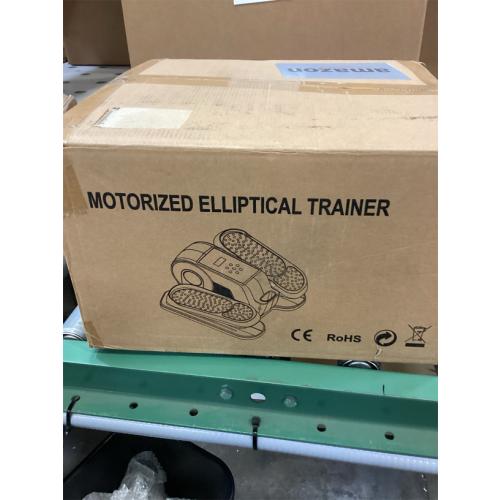 amazon
MOTORIZED ELLIPTICAL TRAINER
CE RoHS